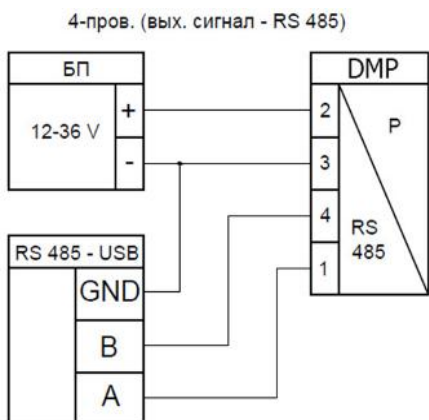 4-пров. (вых. сигнал - RS 485)
БП
12-36 V
+
-
DMP
2
3
4
1
P
RS
485
RS 485 - USB
GND
B
A